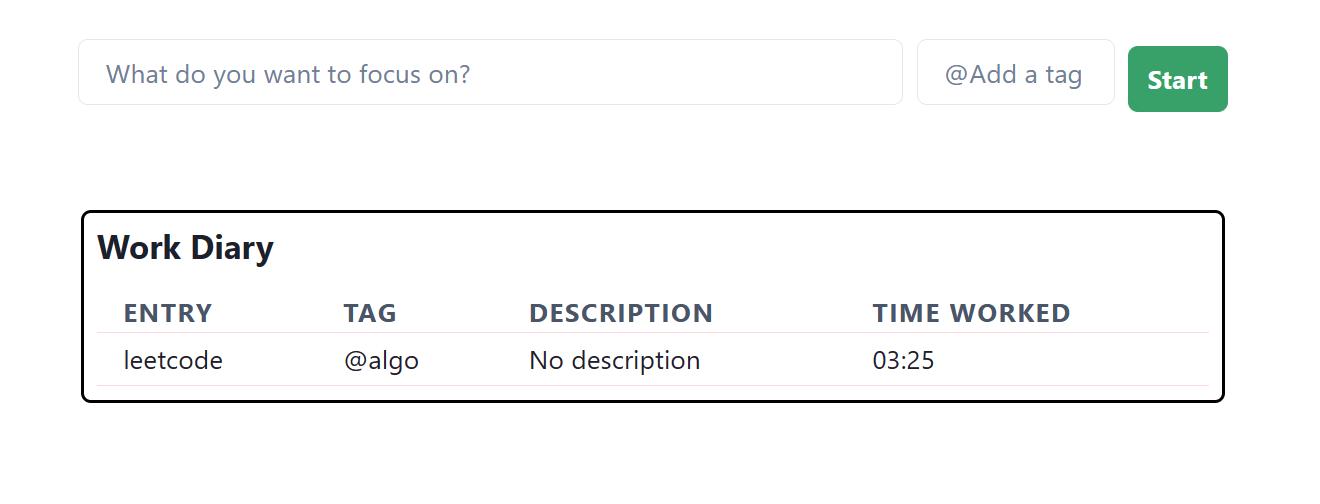 What do you want to focus on? @Add a tag Start
Work Diary
ENTRY TAG DESCRIPTION TIME WORKED
leetcode @algo No description 03:25